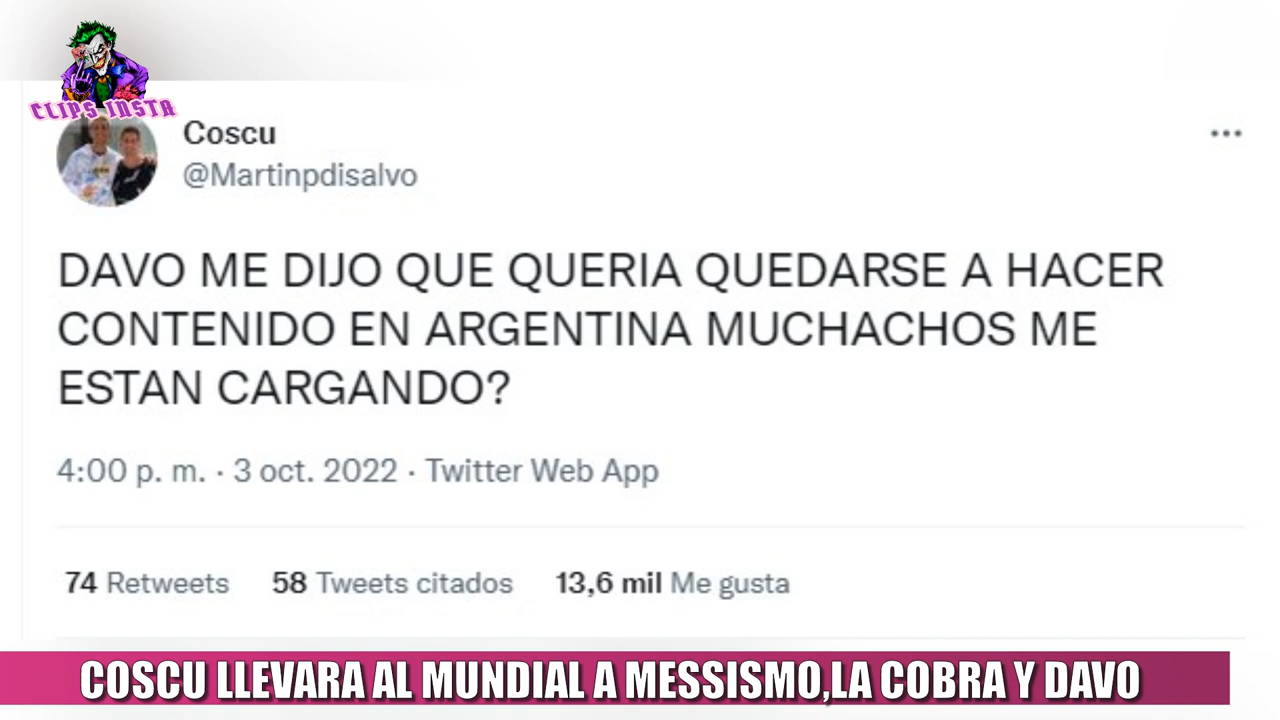 CLIPS INSTA
Coscu
@Martinpdisalvo
DAVO ME DIJO QUE QUERIA QUEDARSE A HACER
CONTENIDO EN ARGENTINA MUCHACHOS ME
ESTAN CARGANDO?
4:00 p. m. · 3 oct. 2022 · Twitter Web App
74 Retweets 58 Tweets citados 13,6 mil Me gusta
COSCU LLEVARA AL MUNDIAL A MESSISMO,LA COBRA Y DAVO